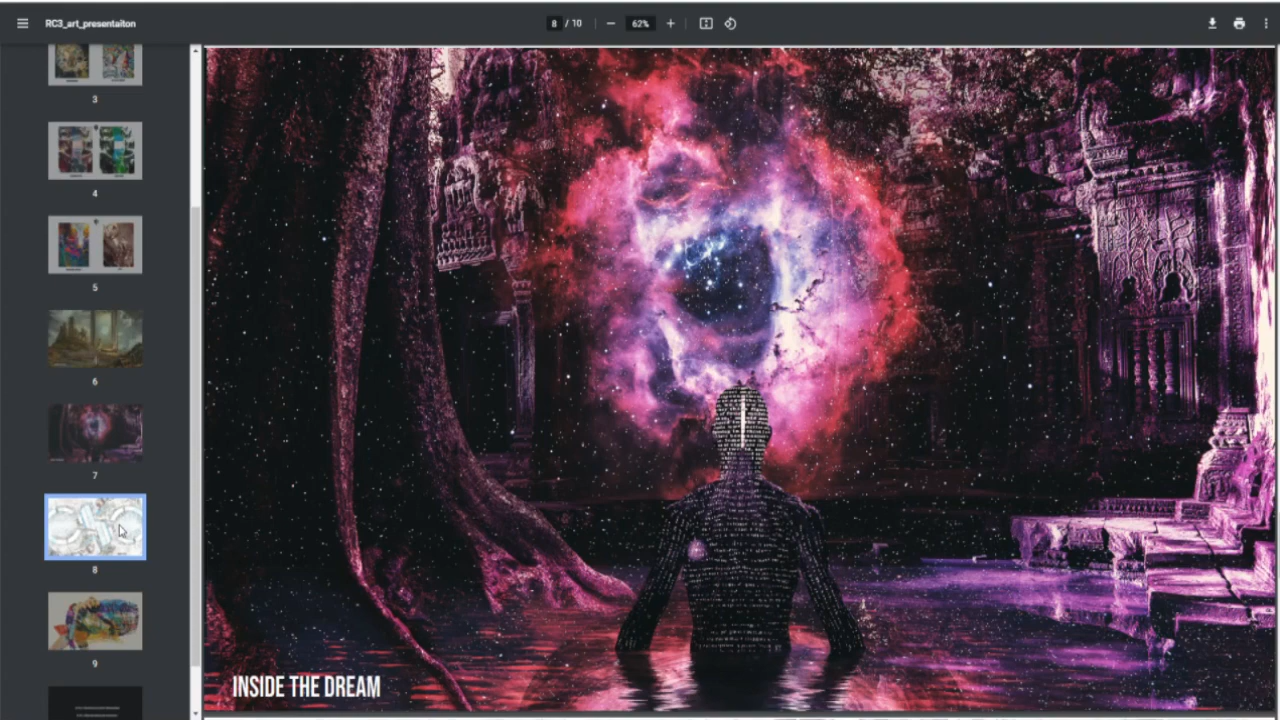 RC3_art_presentaiton
8 / 10
62%
3
4
5
6
7
8
9
INSIDE THE DREAM